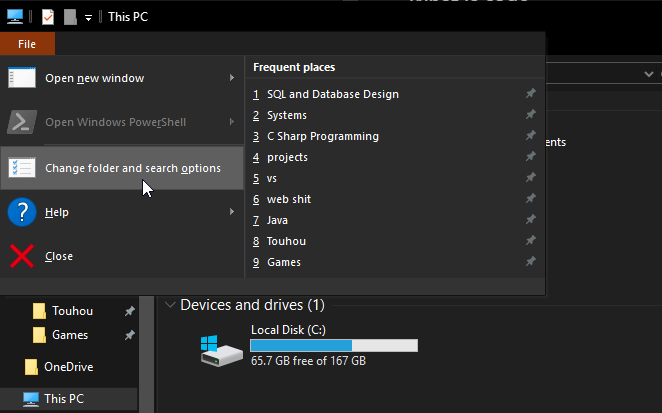 This PC
File
Open new window
Open Windows PowerShell
Change folder and search options
Help
Close
Frequent places
1 SQL and Database Design
2 Systems
3 C Sharp Programming
4 projects
5 vs
6 web shit
7 Java
8 Touhou
9 Games
ents
Touhou
Games
OneDrive
This PC
Devices and drives (1)
Local Disk (C:)
65.7 GB free of 167 GB